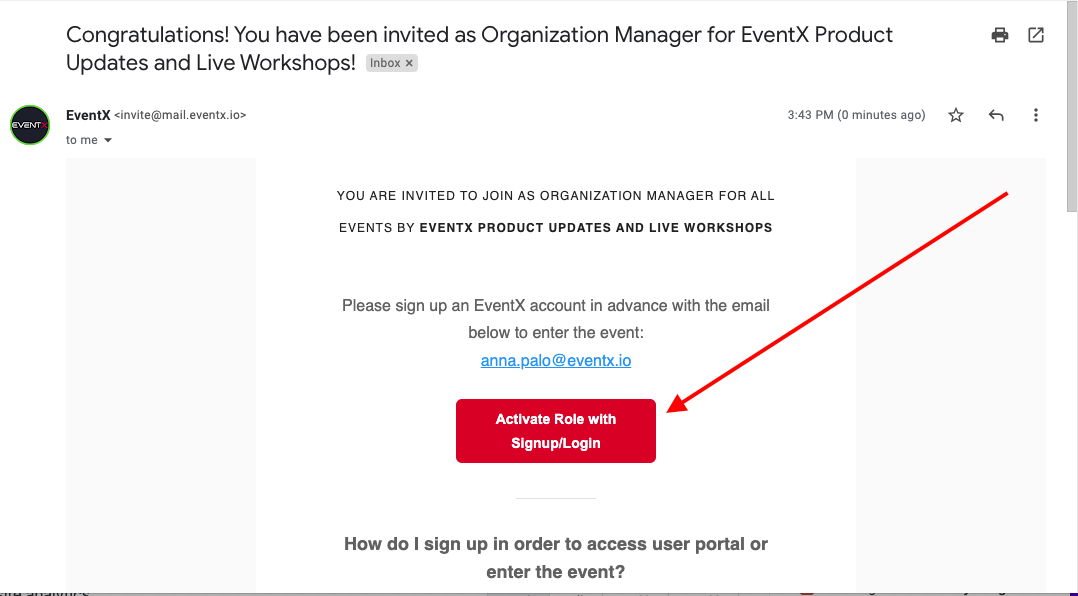 Congratulations! You have been invited as Organization Manager for EventX Product
Updates and Live Workshops! Inbox ×
EventX <invite@mail.eventx.io>
3:43 PM (0 minutes ago)
EVENTX
to me
YOU ARE INVITED TO JOIN AS ORGANIZATION MANAGER FOR ALL
EVENTS BY EVENTX PRODUCT UPDATES AND LIVE WORKSHOPS
Please sign up an EventX account in advance with the email
below to enter the event:
anna.palo@eventx.io
Activate Role with
Signup/Login
How do I sign up in order to access user portal or
enter the event?